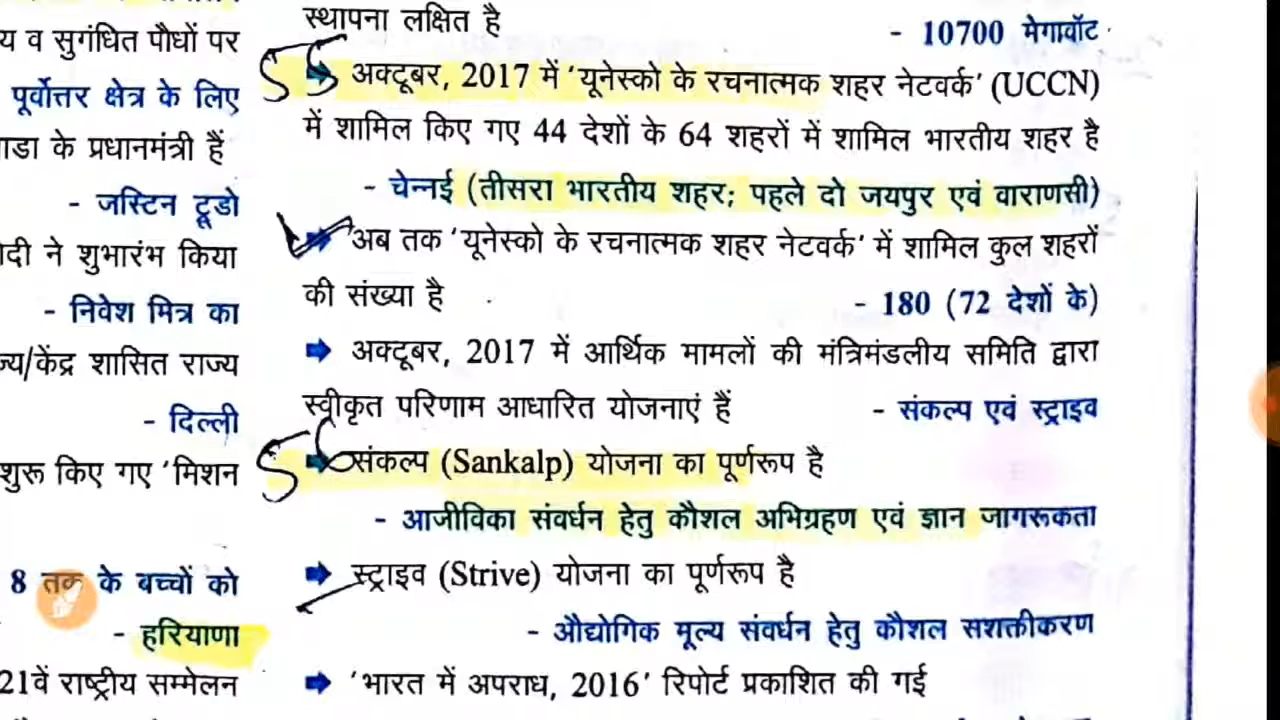 य व सुगंधित पौधों पर
पूर्वोत्तर क्षेत्र के लिए
ाडा के प्रधानमंत्री हैं
- जस्टिन ट्रूडो
ोदी ने शुभारंभ किया
- निवेश मित्र का
ज्य/केंद्र शासित राज्य
- दिल्ली
शुरू किए गए 'मिशन
8 तक के बच्चों को
- हरियाणा
21वें राष्ट्रीय सम्मेलन
स्थापना लक्षित है
- 10700 मेगावॉट
अक्टूबर, 2017 में 'यूनेस्को के रचनात्मक शहर नेटवर्क' (UCCN)
में शामिल किए गए 44 देशों के 64 शहरों में शामिल भारतीय शहर है
- चेन्नई (तीसरा भारतीय शहर; पहले दो जयपुर एवं वाराणसी)
अब तक 'यूनेस्को के रचनात्मक शहर नेटवर्क' में शामिल कुल शहरों
की संख्या है - 180 (72 देशों के)
अक्टूबर, 2017 में आर्थिक मामलों की मंत्रिमंडलीय समिति द्वारा
स्वीकृत परिणाम आधारित योजनाएं हैं - संकल्प एवं स्ट्राइव
संकल्प (Sankalp) योजना का पूर्णरूप है
- आजीविका संवर्धन हेतु कौशल अभिग्रहण एवं ज्ञान जागरूकता
स्ट्राइव (Strive) योजना का पूर्णरूप है
- औद्योगिक मूल्य संवर्धन हेतु कौशल सशक्तीकरण
'भारत में अपराध, 2016' रिपोर्ट प्रकाशित की गई